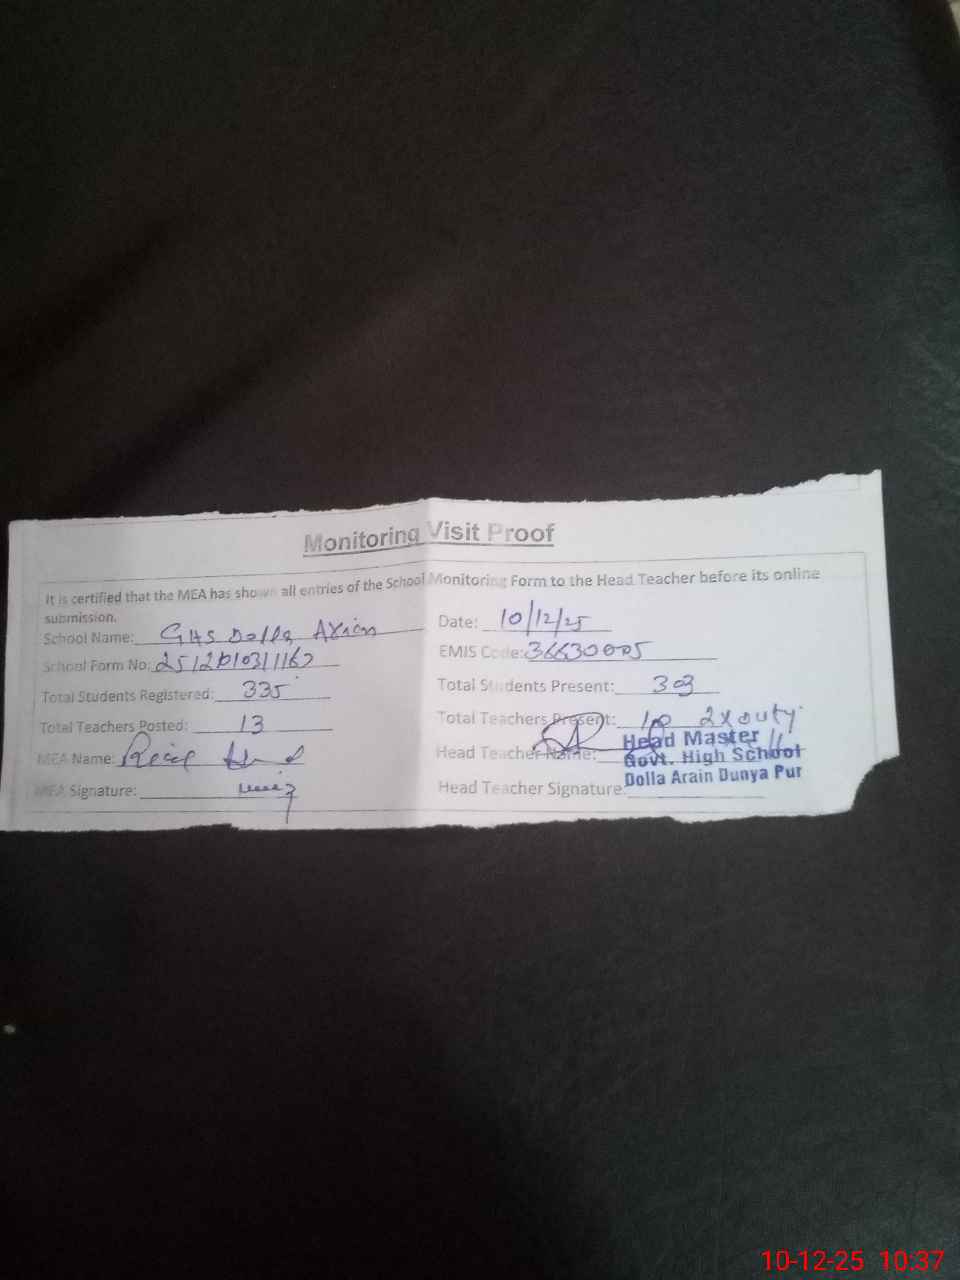 Monitoring Visit Proof
It is certified that the MEA has shown all entries of the School Monitoring Form to the Head Teacher before its online
submission.
School Name: GHS Dolla Arain
Date: 10/12/25
School Form No:
EMIS Code: 36630005
Total Students Registered: 335
Total Students Present: 303
Total Teachers Posted: 13
Total Teachers Present: 10
MEA Name:
Head Teacher Name:
MEA Signature:
Head Teacher Signature:
Head Master
Govt. High School
Dolla Arain Dunya Pur
10-12-25 10:37